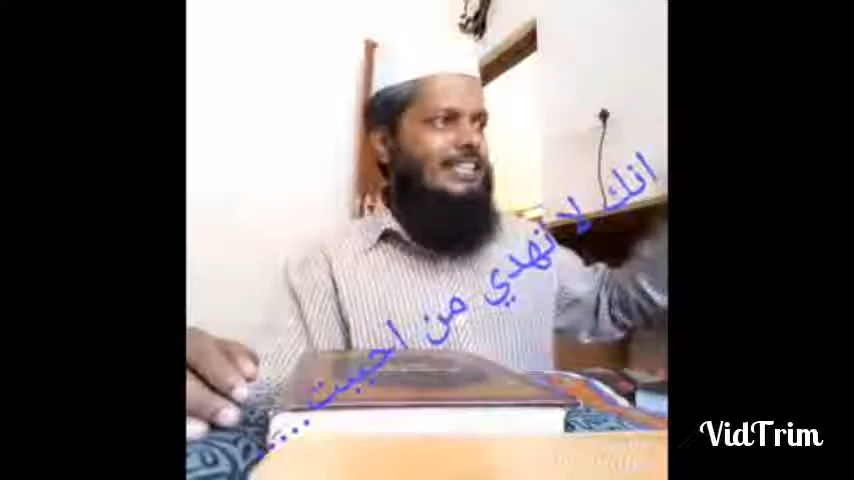 انك لا تهدي من احببت.....
VidTrim